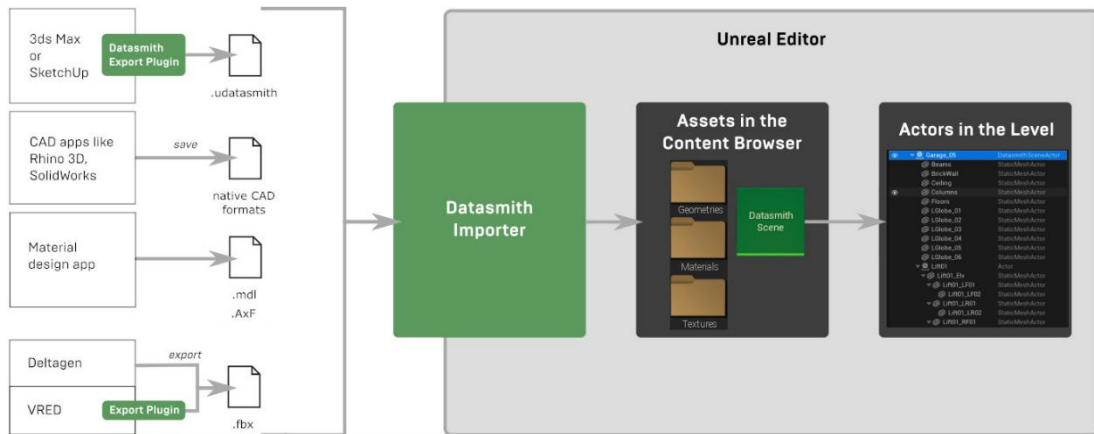 3ds Max
or
SketchUp
Datasmith
Export Plugin
.udatasmith
CAD apps like
Rhino 3D,
SolidWorks
save
native CAD
formats
Material
design app
.mdl
.AxF
Deltagen
export
VRED
Export Plugin
.fbx
Unreal Editor
Datasmith
Importer
Assets in the
Content Browser
Geometries
Materials
Textures
Datasmith
Scene
Actors in the Level
Garage_05 DatasmithSceneActor
Beams StaticMeshActor
BrickWall StaticMeshActor
Ceiling StaticMeshActor
Columns StaticMeshActor
Floors StaticMeshActor
LGlobe_01 StaticMeshActor
LGlobe_02 StaticMeshActor
LGlobe_03 StaticMeshActor
LGlobe_04 StaticMeshActor
LGlobe_05 StaticMeshActor
LGlobe_06 StaticMeshActor
Lift01 Actor
Lift01_Elv StaticMeshActor
Lift01_LF01 StaticMeshActor
Lift01_LF02 StaticMeshActor
Lift01_LR01 StaticMeshActor
Lift01_LR02 StaticMeshActor
Lift01_RF01 StaticMeshActor